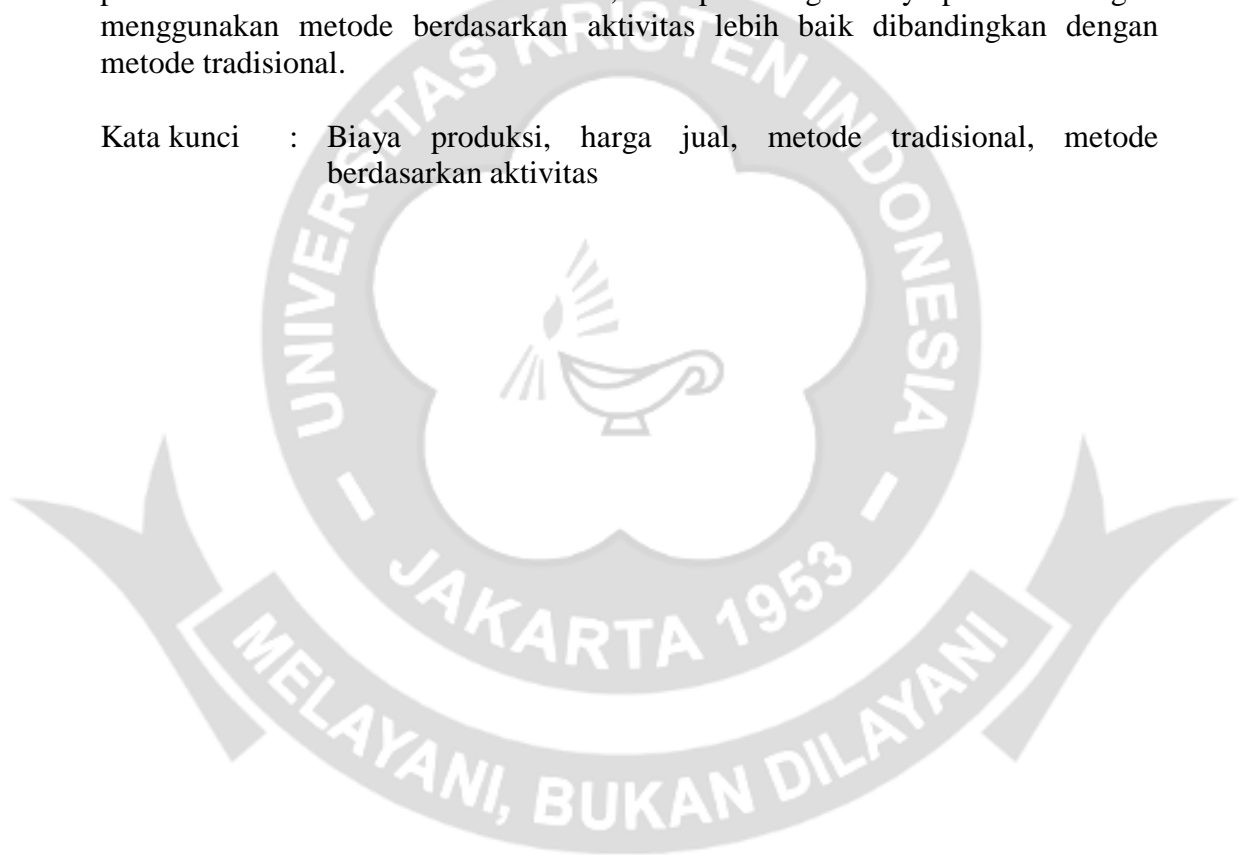 menggunakan metode berdasarkan aktivitas lebih baik dibandingkan dengan
metode tradisional.
Kata kunci : Biaya produksi, harga jual, metode tradisional, metode
berdasarkan aktivitas
UNIVERSITAS KRISTEN INDONESIA
JAKARTA 1953
MELAYANI, BUKAN DILAYANI